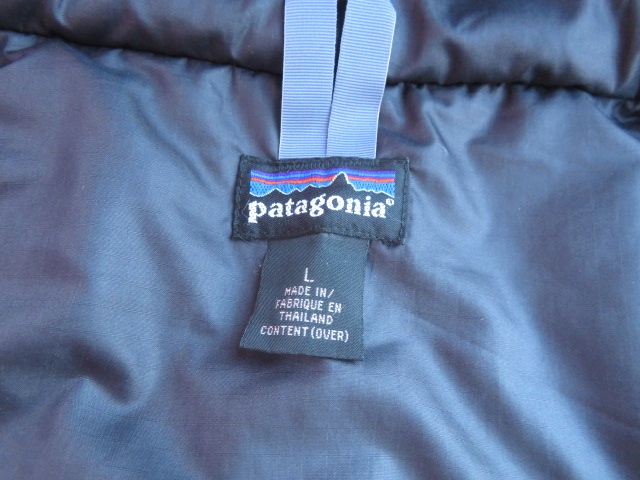 patagonia®
L
MADE IN/
FABRIQUE EN
THAILAND
CONTENT (OVER)